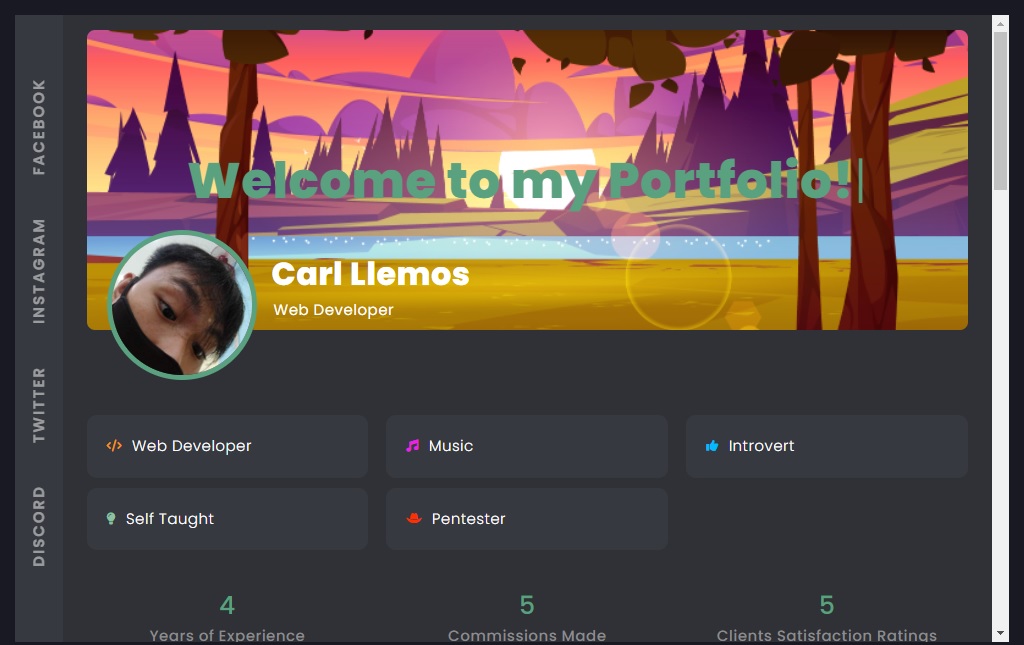 FACEBOOK
INSTAGRAM
TWITTER
DISCORD
Welcome to my Portfolio!|
Carl Llemos
Web Developer
Web Developer
Music
Introvert
Self Taught
Pentester
4
Years of Experience
5
Commissions Made
5
Clients Satisfaction Ratings